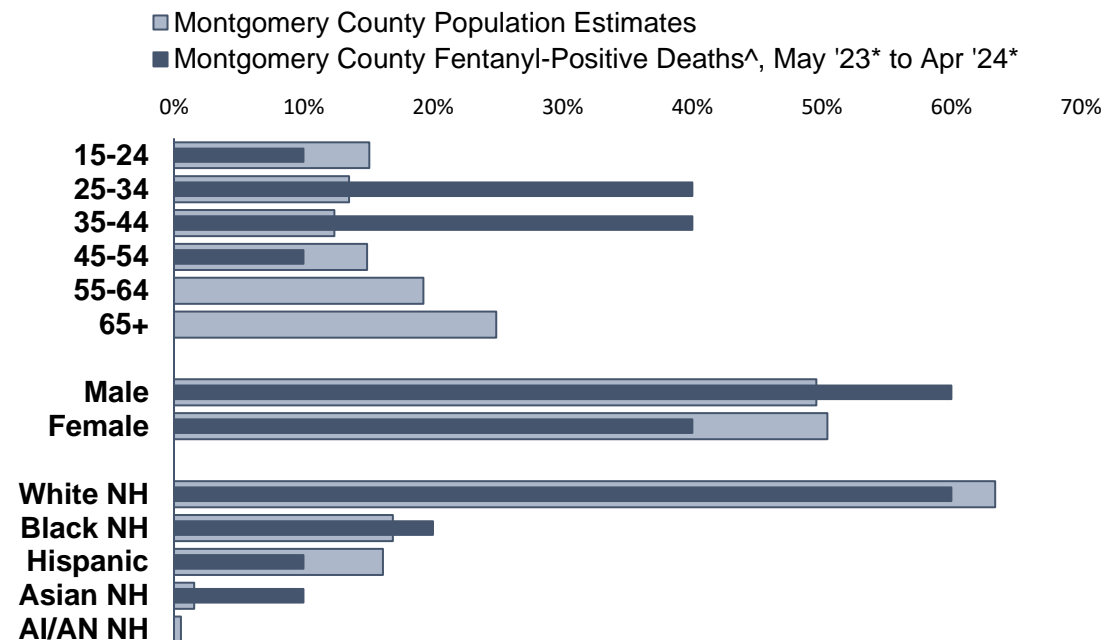 Montgomery County Population Estimates
Montgomery County Fentanyl-Positive Deaths^, May '23* to Apr '24*
0% 10% 20% 30% 40% 50% 60% 70%
15-24
25-34
35-44
45-54
55-64
65+
Male
Female
White NH
Black NH
Hispanic
Asian NH
AI/AN NH